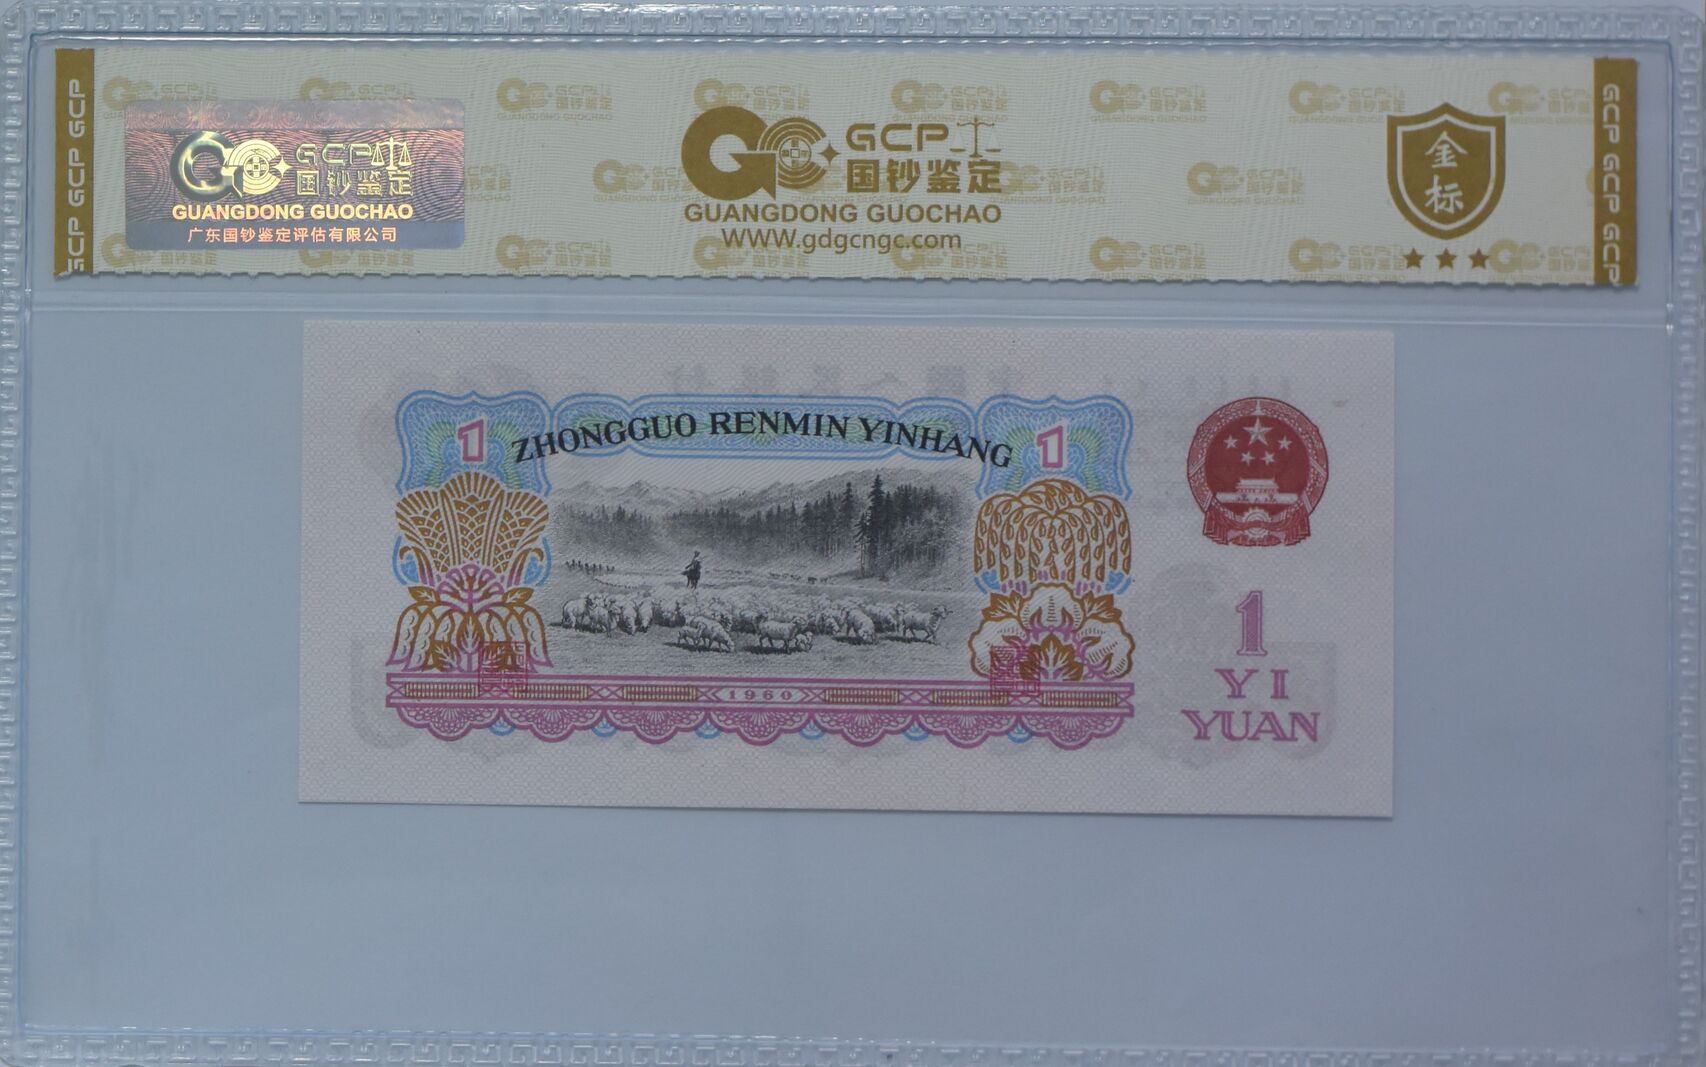 GCP GCP GCP
GCP 国钞鉴定
GUANGDONG GUOCHAO
广东国钞鉴定评估有限公司
GCP 国钞鉴定
GUANGDONG GUOCHAO
WWW.gdgcngc.com
金标
GCP GCP GCP
ZHONGGUO RENMIN YINHANG
1
1
1960
1
YI
YUAN